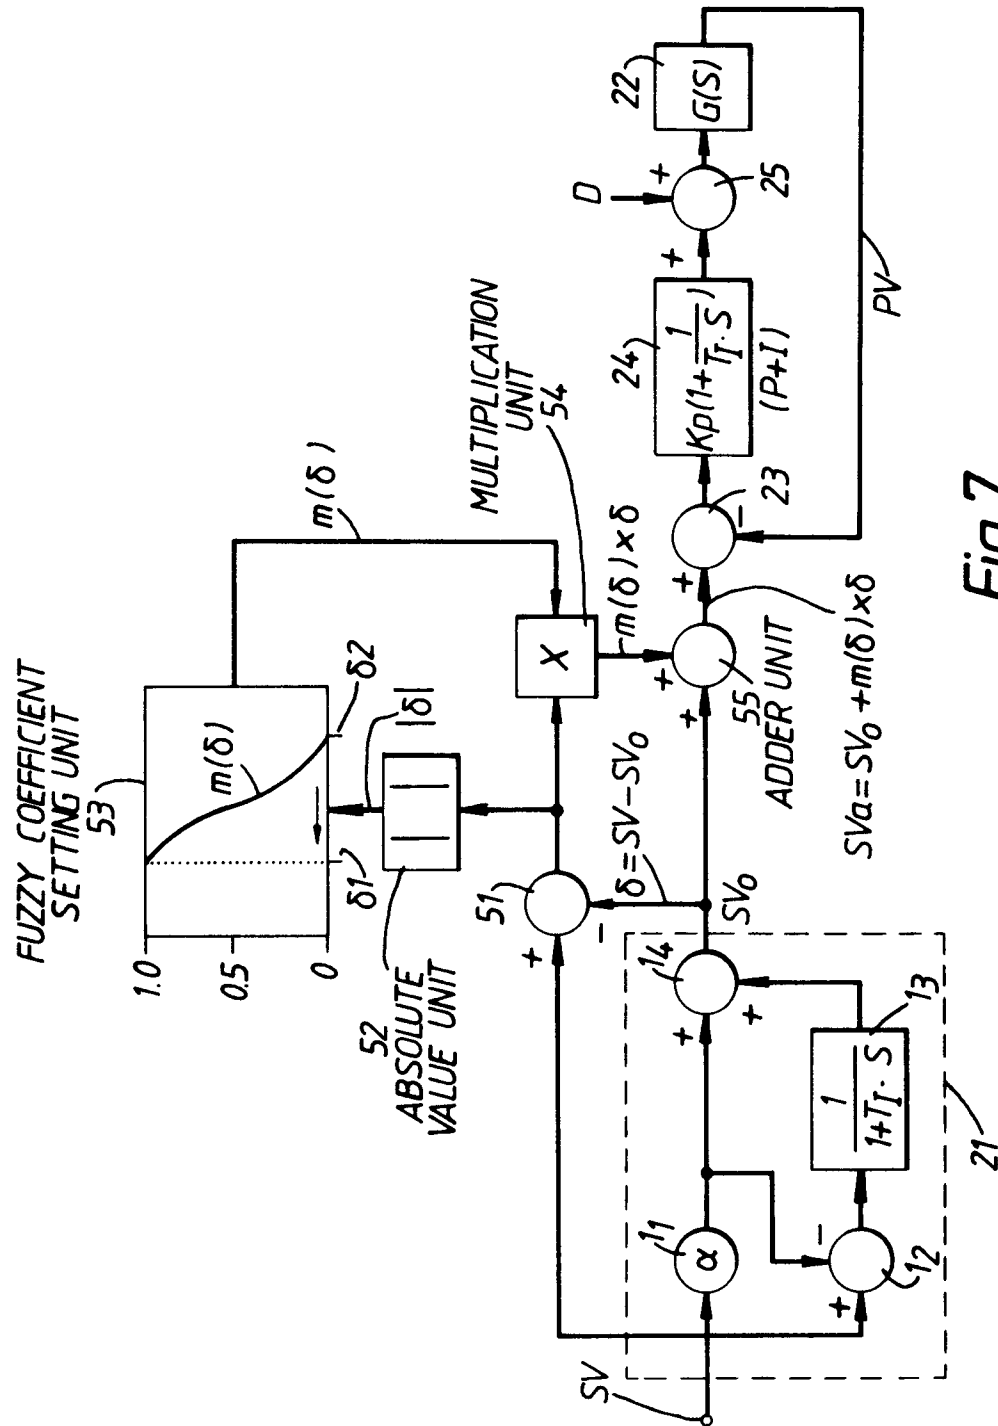 FUZZY COEFFICIENT
SETTING UNIT
53
1.0
0.5
0
m(δ)
δ1
δ2
m(δ)
|δ|
52
ABSOLUTE
VALUE UNIT
| |
MULTIPLICATION
UNIT
54
X
m(δ)×δ
51
+
−
δ=SV−SV₀
SV
α
11
+
−
12
1
1+T_I·S
13
+
+
14
21
SV₀
+
+
55
ADDER UNIT
SVa=SV₀+m(δ)×δ
+
−
23
24
Kp(1+1/T_I·S)
(P+I)
+
D
+
25
22
G(S)
PV
Fig.7